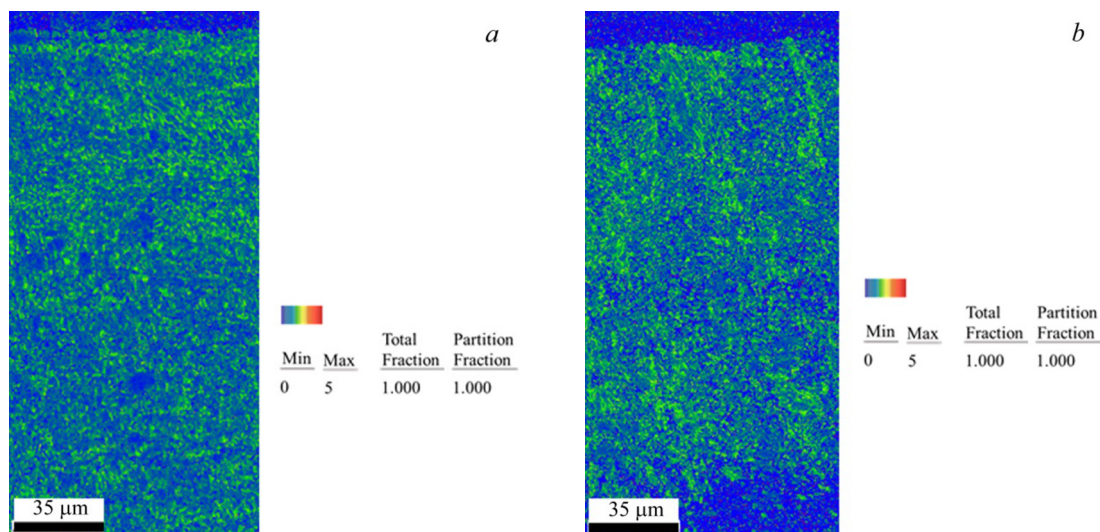 a
Min Max Total Fraction Partition Fraction
0 5 1.000 1.000
35 µm
b
Min Max Total Fraction Partition Fraction
0 5 1.000 1.000
35 µm